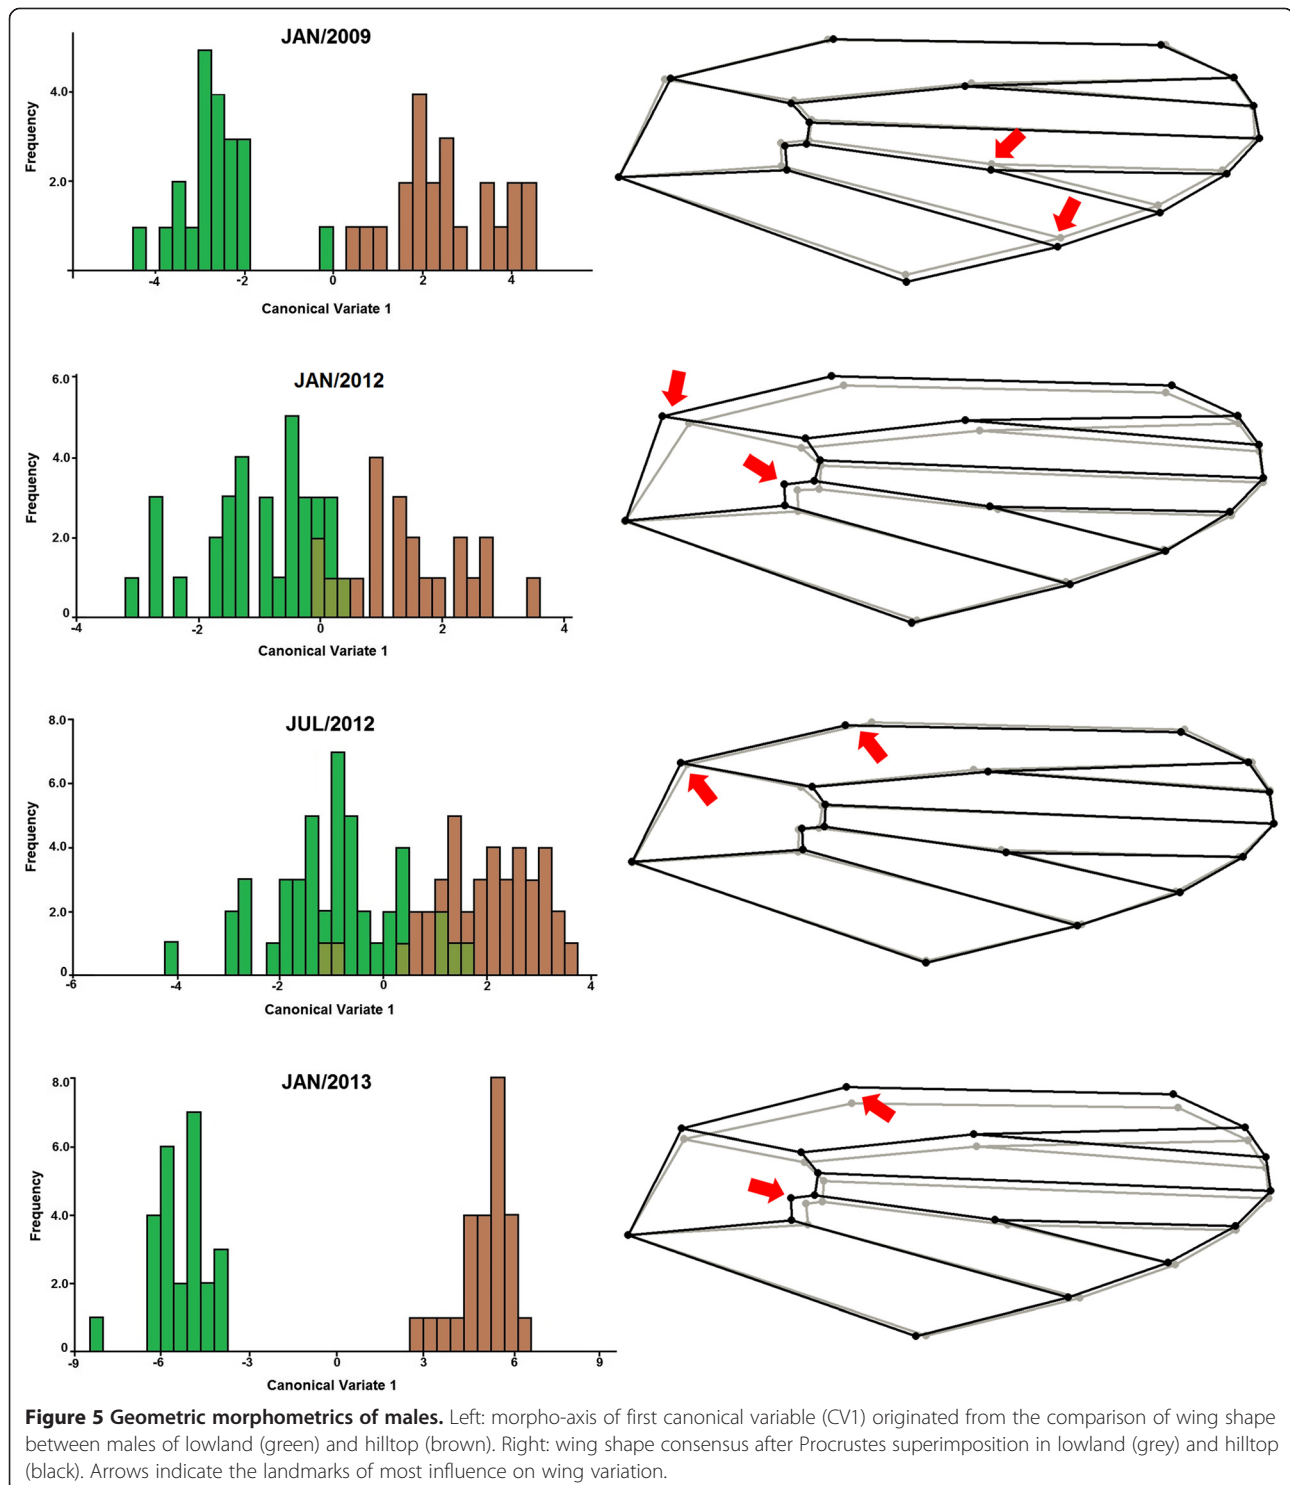 JAN/2009
Frequency
4.0
2.0
-4
-2
0
2
4
Canonical Variate 1
JAN/2012
Frequency
6.0
4.0
2.0
0
-4
-2
0
2
4
Canonical Variate 1
JUL/2012
Frequency
8.0
6.0
4.0
2.0
0
-6
-4
-2
0
2
4
Canonical Variate 1
JAN/2013
Frequency
8.0
6.0
4.0
2.0
0
-9
-6
-3
0
3
6
9
Canonical Variate 1
Figure 5 Geometric morphometrics of males. Left: morpho-axis of first canonical variable (CV1) originated from the comparison of wing shape
between males of lowland (green) and hilltop (brown). Right: wing shape consensus after Procrustes superimposition in lowland (grey) and hilltop
(black). Arrows indicate the landmarks of most influence on wing variation.